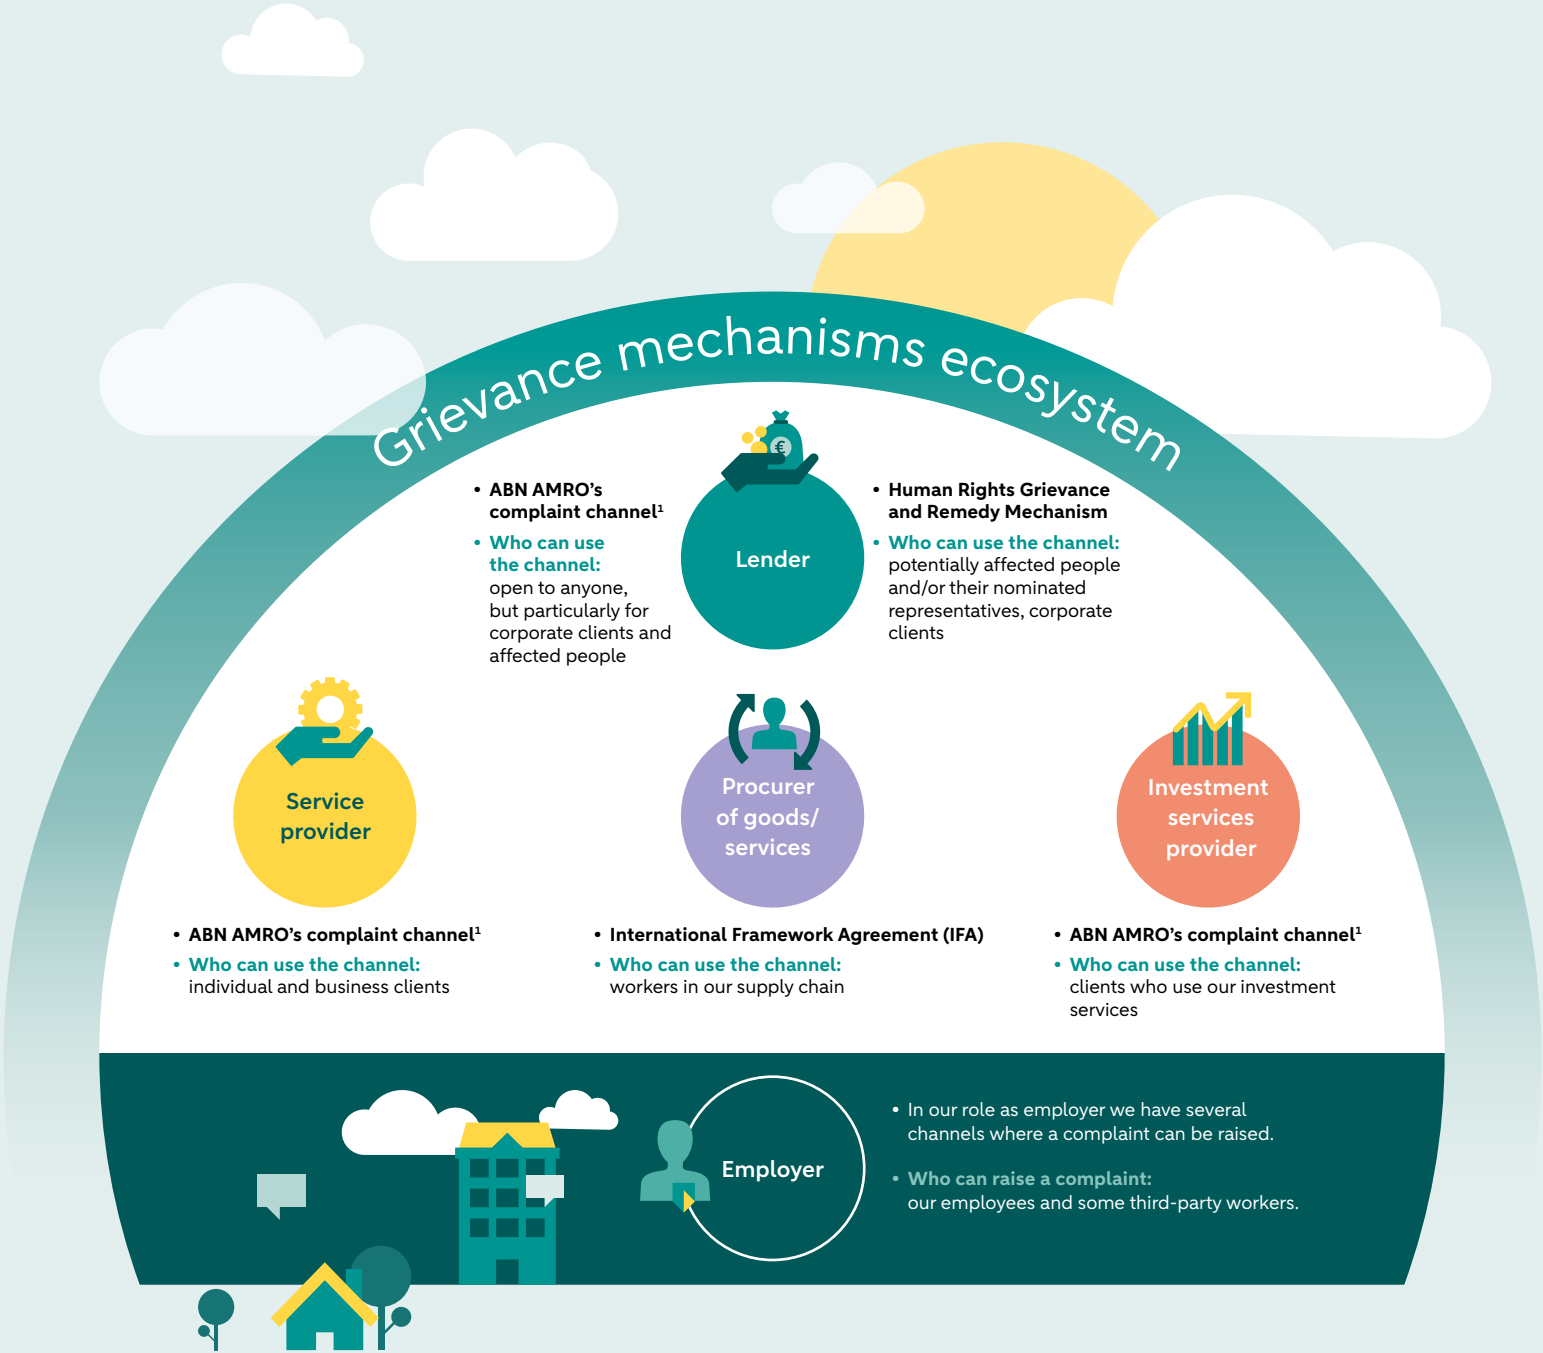 Grievance mechanisms ecosystem
€
• ABN AMRO’s
complaint channel¹
• Who can use
the channel:
open to anyone,
but particularly for
corporate clients and
affected people
Lender
• Human Rights Grievance
and Remedy Mechanism
• Who can use the channel:
potentially affected people
and/or their nominated
representatives, corporate
clients
Service
provider
• ABN AMRO’s complaint channel¹
• Who can use the channel:
individual and business clients
Procurer
of goods/
services
• International Framework Agreement (IFA)
• Who can use the channel:
workers in our supply chain
Investment
services
provider
• ABN AMRO’s complaint channel¹
• Who can use the channel:
clients who use our investment
services
Employer
• In our role as employer we have several
channels where a complaint can be raised.
• Who can raise a complaint:
our employees and some third-party workers.